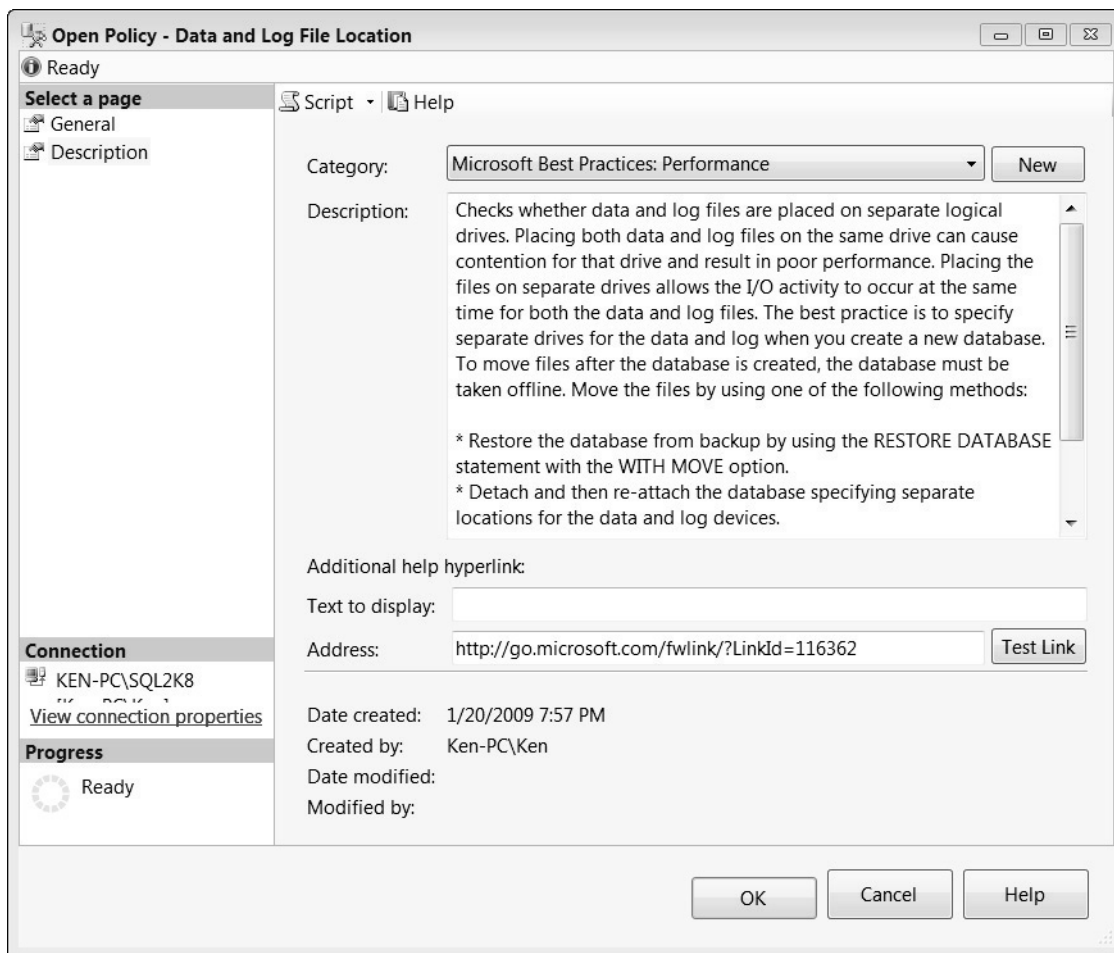 Open Policy - Data and Log File Location
Ready
Select a page
General
Description
Script
Help
Category:
Microsoft Best Practices: Performance
New
Description:
Checks whether data and log files are placed on separate logical
drives. Placing both data and log files on the same drive can cause
contention for that drive and result in poor performance. Placing the
files on separate drives allows the I/O activity to occur at the same
time for both the data and log files. The best practice is to specify
separate drives for the data and log when you create a new database.
To move files after the database is created, the database must be
taken offline. Move the files by using one of the following methods:
* Restore the database from backup by using the RESTORE DATABASE
statement with the WITH MOVE option.
* Detach and then re-attach the database specifying separate
locations for the data and log devices.
Additional help hyperlink:
Text to display:
Address:
http://go.microsoft.com/fwlink/?LinkId=116362
Test Link
Connection
KEN-PC\SQL2K8
View connection properties
Progress
Ready
Date created: 1/20/2009 7:57 PM
Created by: Ken-PC\Ken
Date modified:
Modified by:
OK
Cancel
Help